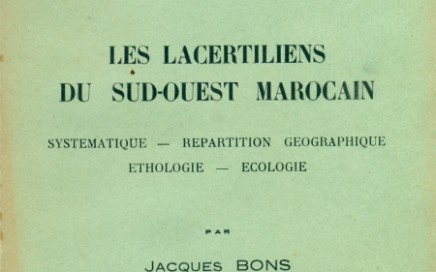 LES LACERTILIENS
DU SUD-OUEST MAROCAIN
SYSTEMATIQUE — REPARTITION GEOGRAPHIQUE
ETHOLOGIE — ECOLOGIE
PAR
JACQUES BONS